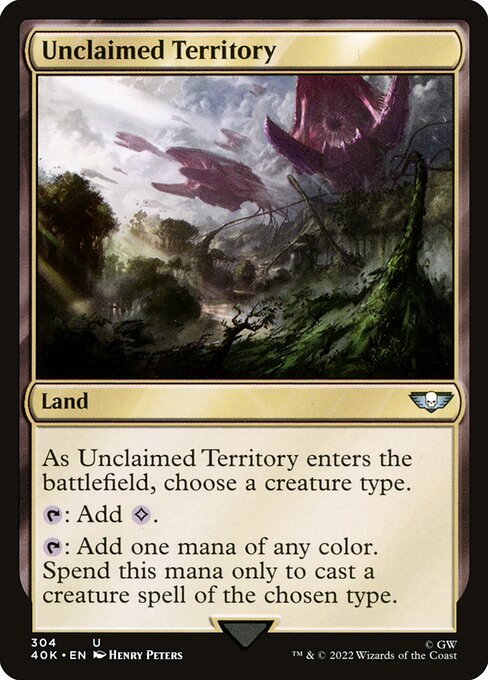 Unclaimed Territory
Land
As Unclaimed Territory enters the
battlefield, choose a creature type.
: Add .
: Add one mana of any color.
Spend this mana only to cast a
creature spell of the chosen type.
304 U
40K • EN Henry Peters
© GW
™ & © 2022 Wizards of the Coast